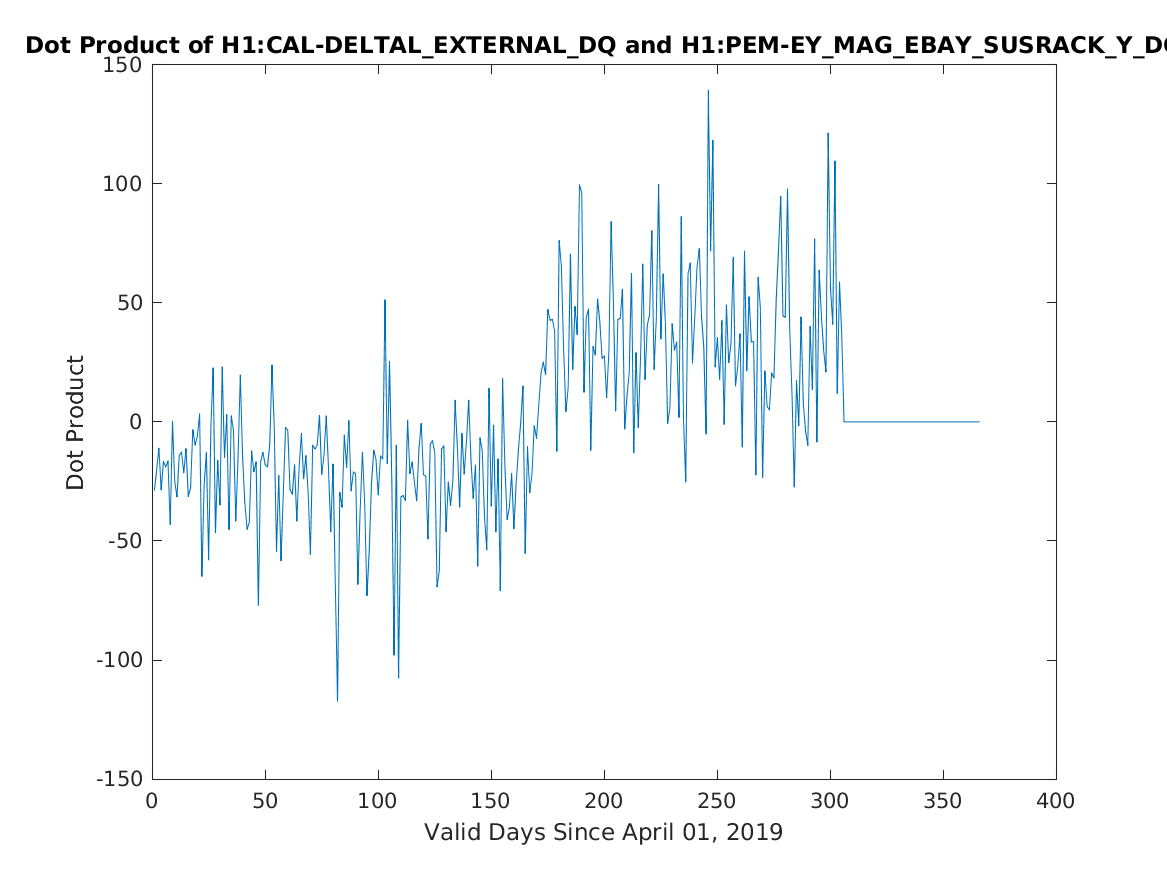 Dot Product of H1:CAL-DELTAL_EXTERNAL_DQ and H1:PEM-EY_MAG_EBAY_SUSRACK_Y_DQ
150
100
50
0
-50
-100
-150
Dot Product
0 50 100 150 200 250 300 350 400
Valid Days Since April 01, 2019